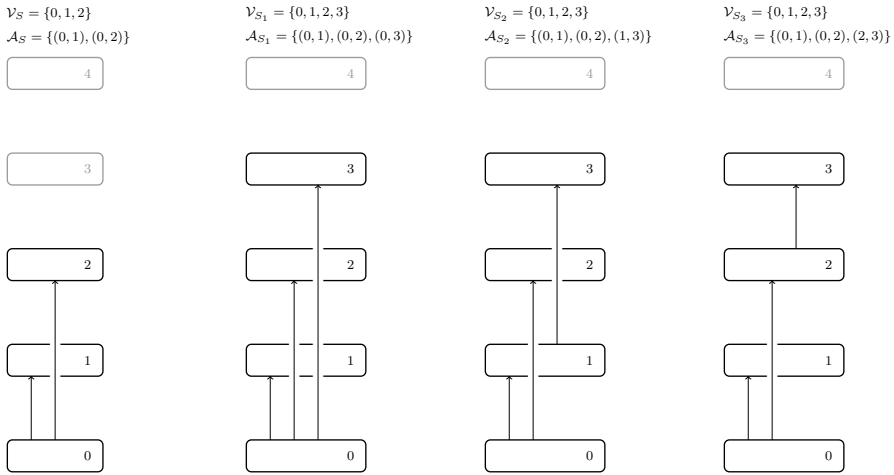 𝒱_S = {0, 1, 2}
𝒜_S = {(0, 1), (0, 2)}
4
3
2
1
0
𝒱_{S_1} = {0, 1, 2, 3}
𝒜_{S_1} = {(0, 1), (0, 2), (0, 3)}
4
3
2
1
0
𝒱_{S_2} = {0, 1, 2, 3}
𝒜_{S_2} = {(0, 1), (0, 2), (1, 3)}
4
3
2
1
0
𝒱_{S_3} = {0, 1, 2, 3}
𝒜_{S_3} = {(0, 1), (0, 2), (2, 3)}
4
3
2
1
0